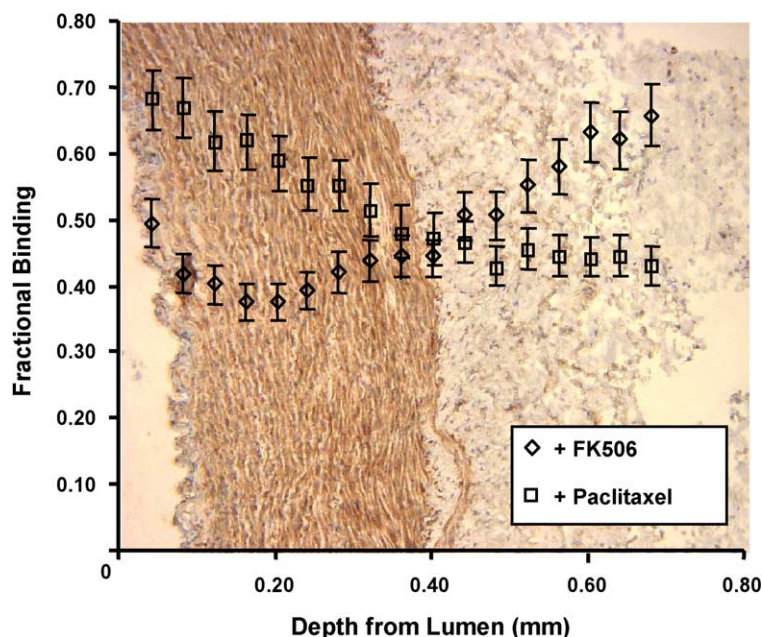 0.80
0.70
0.60
0.50
0.40
0.30
0.20
0.10
Fractional Binding
+ FK506
+ Paclitaxel
0 0.20 0.40 0.60 0.80
Depth from Lumen (mm)